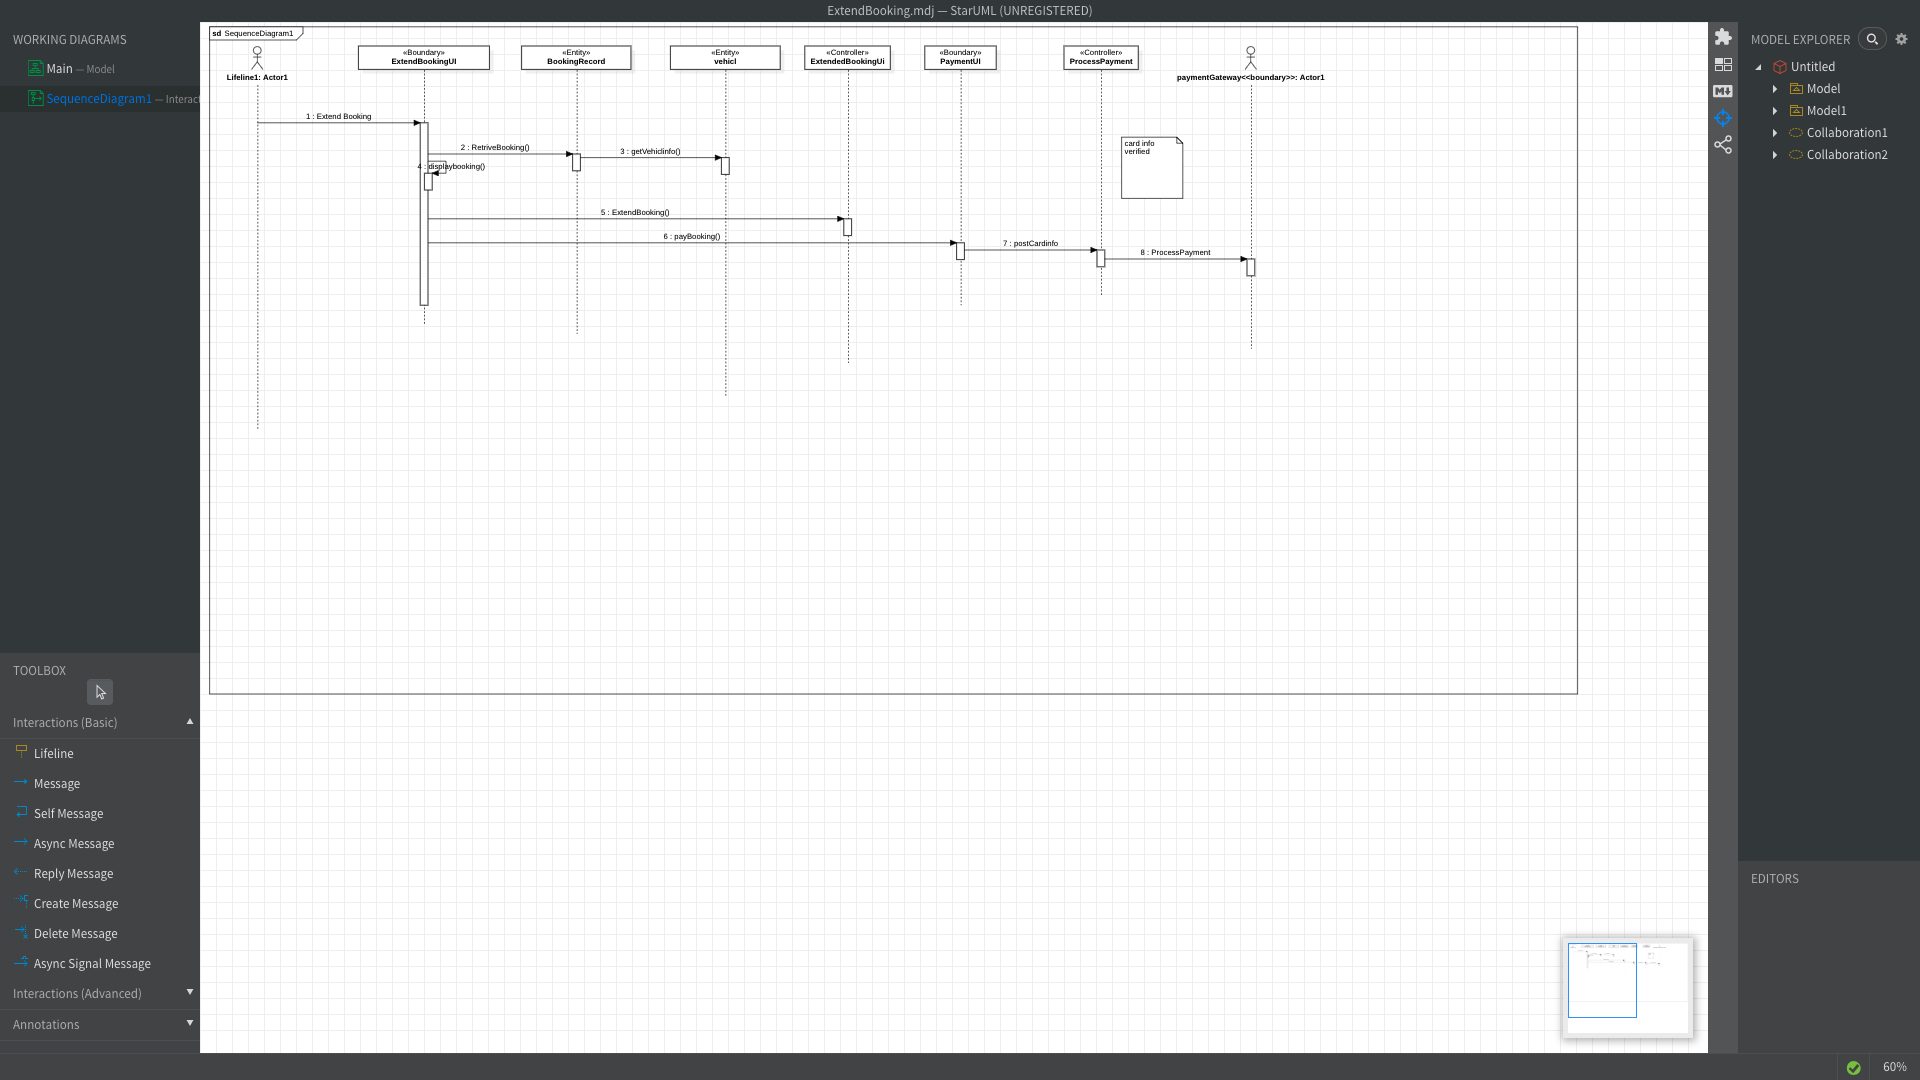 ExtendBooking.mdj — StarUML (UNREGISTERED)
WORKING DIAGRAMS
Main — Model
SequenceDiagram1 — Interact
TOOLBOX
Interactions (Basic)
Lifeline
Message
Self Message
Async Message
Reply Message
Create Message
Delete Message
Async Signal Message
Interactions (Advanced)
Annotations
sd SequenceDiagram1
Lifeline1: Actor1
«Boundary»
ExtendBookingUI
«Entity»
BookingRecord
«Entity»
vehicl
«Controller»
ExtendedBookingUi
«Boundary»
PaymentUI
«Controller»
ProcessPayment
paymentGateway<<boundary>>: Actor1
1 : Extend Booking
2 : RetriveBooking()
3 : getVehiclinfo()
4 : displaybooking()
5 : ExtendBooking()
6 : payBooking()
7 : postCardinfo
8 : ProcessPayment
card info
verified
MODEL EXPLORER
Untitled
Model
Model1
Collaboration1
Collaboration2
EDITORS
60%